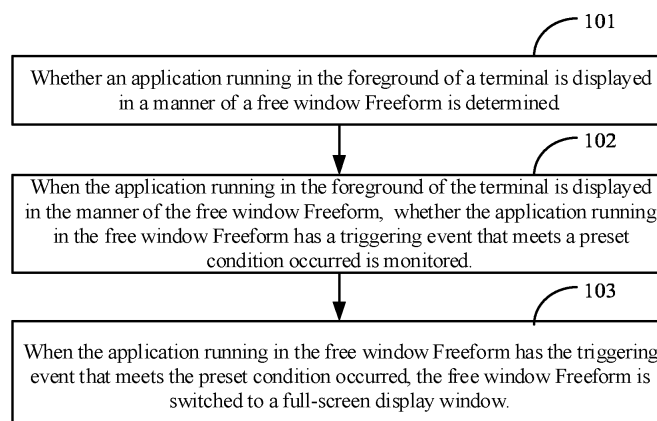 101
Whether an application running in the foreground of a terminal is displayed
in a manner of a free window Freeform is determined
102
When the application running in the foreground of the terminal is displayed
in the manner of the free window Freeform, whether the application running
in the free window Freeform has a triggering event that meets a preset
condition occurred is monitored.
103
When the application running in the free window Freeform has the triggering
event that meets the preset condition occurred, the free window Freeform is
switched to a full-screen display window.